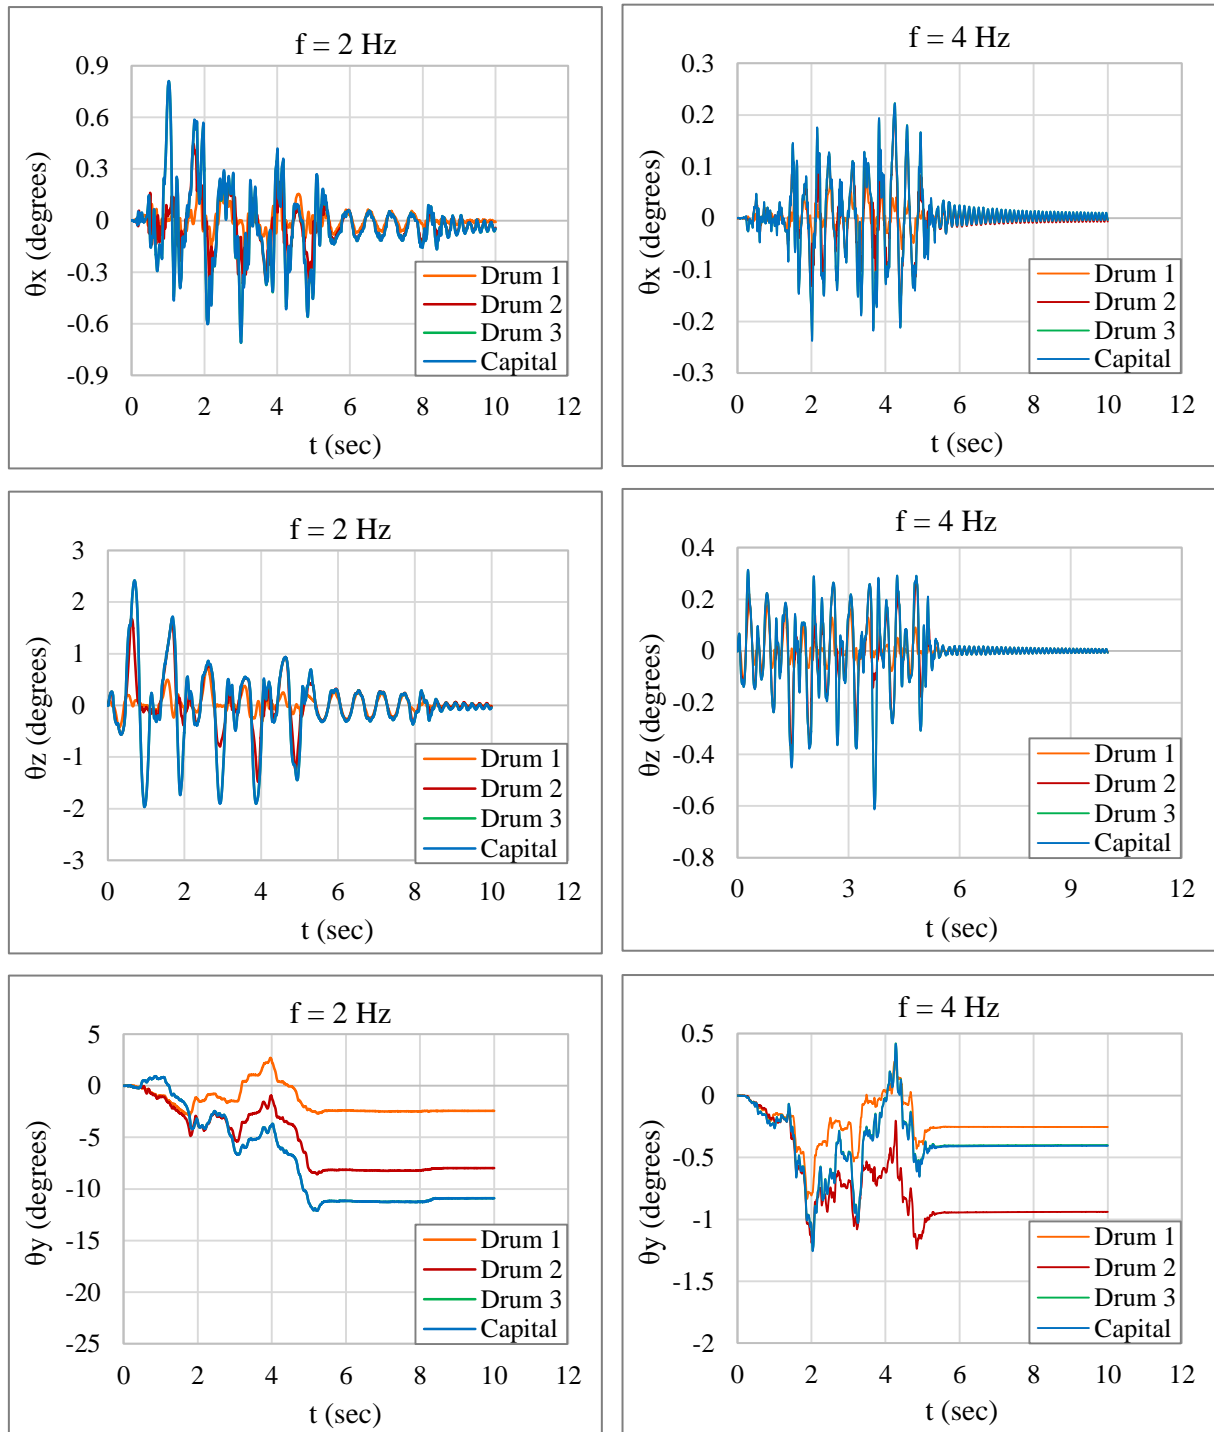 f = 2 Hz
θx (degrees)
0.9
0.6
0.3
0
-0.3
-0.6
-0.9
Drum 1
Drum 2
Drum 3
Capital
0 2 4 6 8 10 12
t (sec)
f = 4 Hz
θx (degrees)
0.3
0.2
0.1
0
-0.1
-0.2
-0.3
Drum 1
Drum 2
Drum 3
Capital
0 2 4 6 8 10 12
t (sec)
f = 2 Hz
θz (degrees)
3
2
1
0
-1
-2
-3
Drum 1
Drum 2
Drum 3
Capital
0 2 4 6 8 10 12
t (sec)
f = 4 Hz
θz (degrees)
0.4
0.2
0
-0.2
-0.4
-0.6
-0.8
Drum 1
Drum 2
Drum 3
Capital
0 3 6 9 12
t (sec)
f = 2 Hz
θy (degrees)
5
0
-5
-10
-15
-20
-25
Drum 1
Drum 2
Drum 3
Capital
0 2 4 6 8 10 12
t (sec)
f = 4 Hz
θy (degrees)
0.5
0
-0.5
-1
-1.5
-2
Drum 1
Drum 2
Drum 3
Capital
0 2 4 6 8 10 12
t (sec)